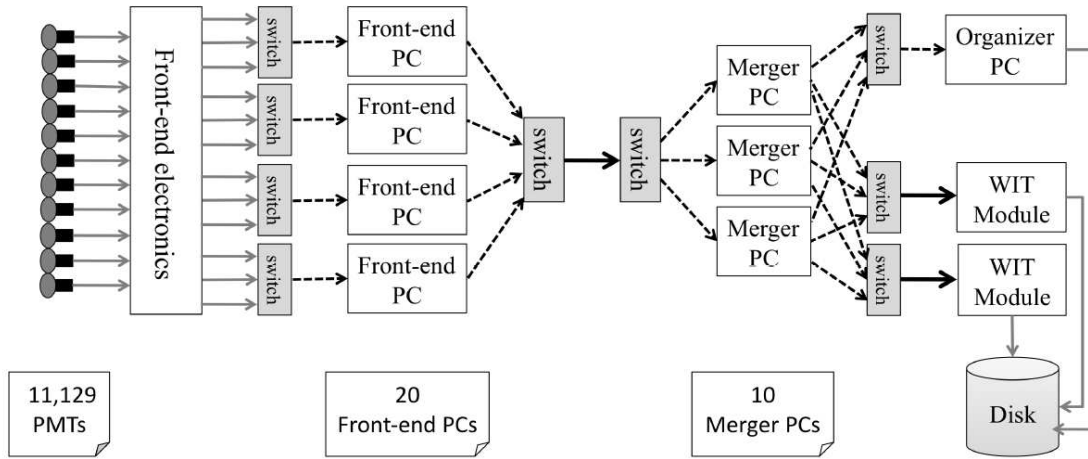 Front-end electronics
switch
switch
switch
switch
Front-end
PC
Front-end
PC
Front-end
PC
Front-end
PC
switch
switch
Merger
PC
Merger
PC
Merger
PC
switch
switch
switch
Organizer
PC
WIT
Module
WIT
Module
Disk
11,129
PMTs
20
Front-end PCs
10
Merger PCs